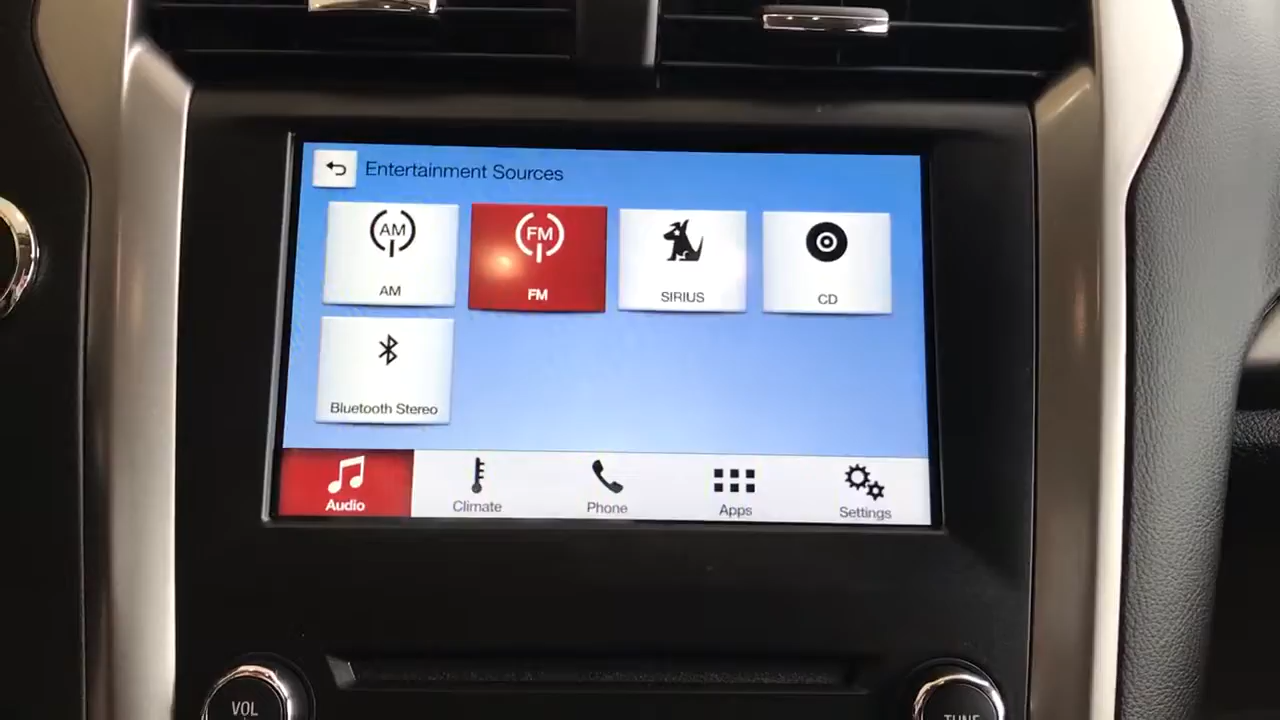 Entertainment Sources
AM
FM
AM
FM
SIRIUS
CD
Bluetooth Stereo
Audio
Climate
Phone
Apps
Settings
VOL
TUNE